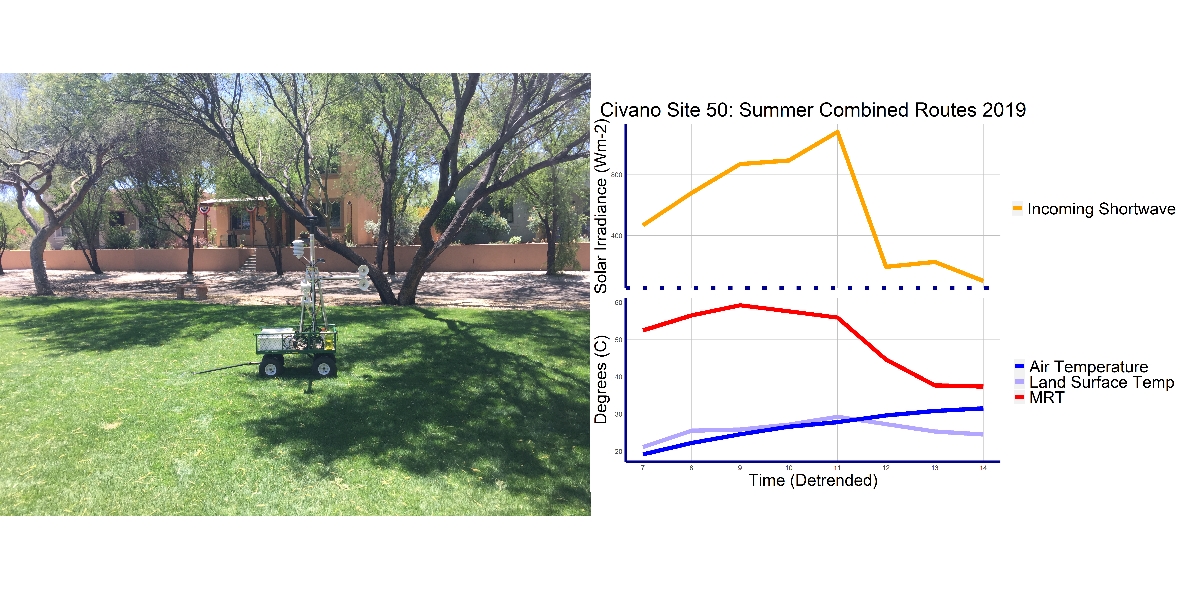 Civano Site 50: Summer Combined Routes 2019
Solar Irradiance (Wm-2)
600
400
Incoming Shortwave
Degrees (C)
60
50
40
30
20
Air Temperature
Land Surface Temp
MRT
7 8 9 10 11 12 13 14
Time (Detrended)